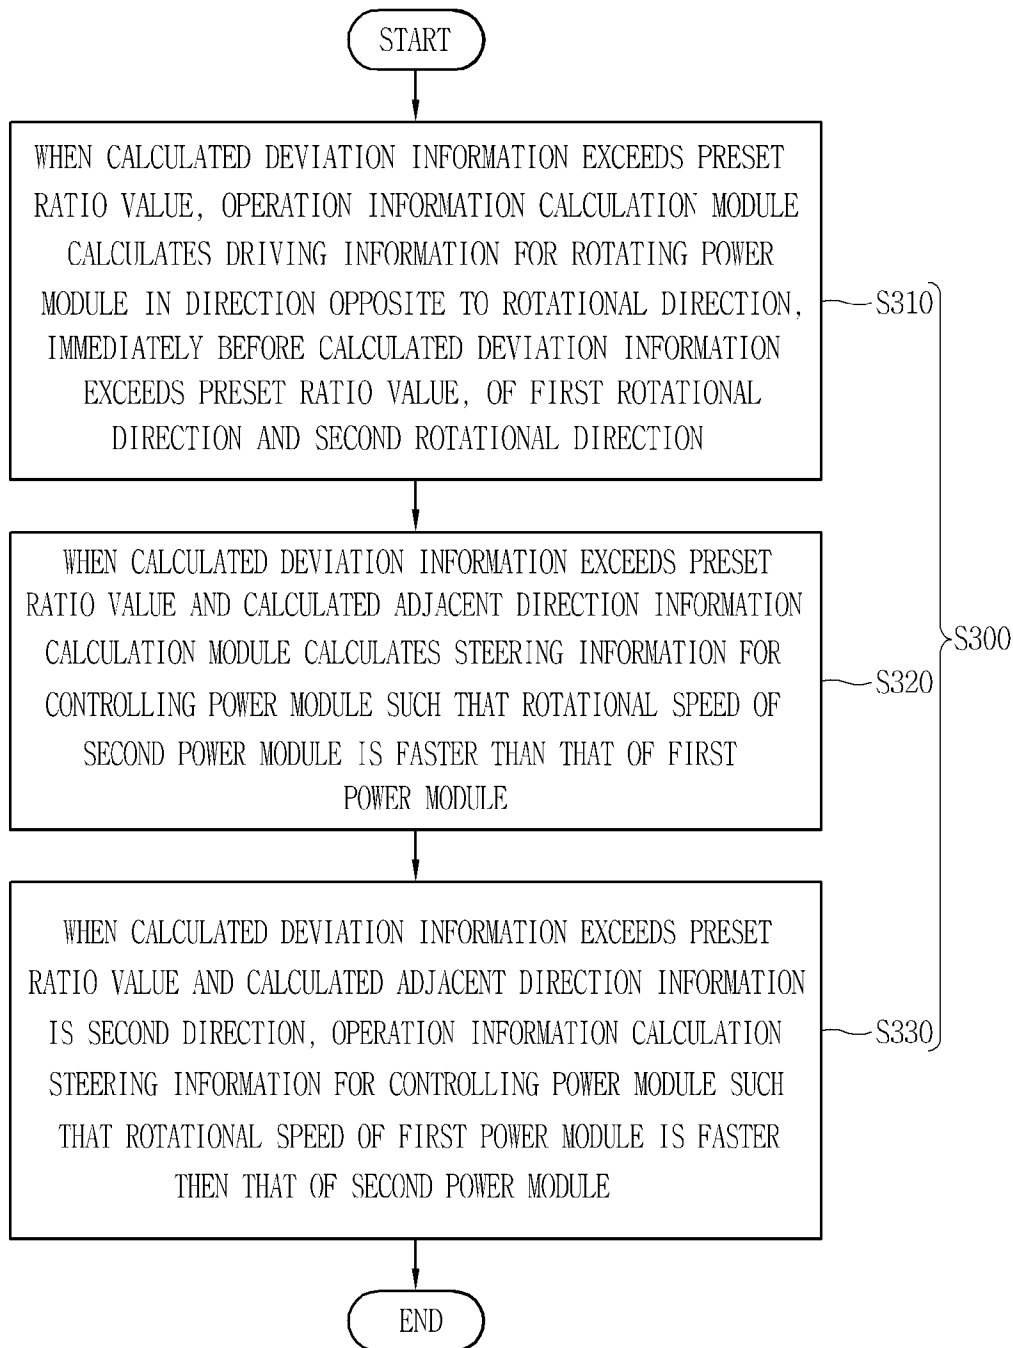 START
WHEN CALCULATED DEVIATION INFORMATION EXCEEDS PRESET
RATIO VALUE, OPERATION INFORMATION CALCULATION MODULE
CALCULATES DRIVING INFORMATION FOR ROTATING POWER
MODULE IN DIRECTION OPPOSITE TO ROTATIONAL DIRECTION,
IMMEDIATELY BEFORE CALCULATED DEVIATION INFORMATION
EXCEEDS PRESET RATIO VALUE, OF FIRST ROTATIONAL
DIRECTION AND SECOND ROTATIONAL DIRECTION
S310
WHEN CALCULATED DEVIATION INFORMATION EXCEEDS PRESET
RATIO VALUE AND CALCULATED ADJACENT DIRECTION INFORMATION
CALCULATION MODULE CALCULATES STEERING INFORMATION FOR
CONTROLLING POWER MODULE SUCH THAT ROTATIONAL SPEED OF
SECOND POWER MODULE IS FASTER THAN THAT OF FIRST
POWER MODULE
S320
S300
WHEN CALCULATED DEVIATION INFORMATION EXCEEDS PRESET
RATIO VALUE AND CALCULATED ADJACENT DIRECTION INFORMATION
IS SECOND DIRECTION, OPERATION INFORMATION CALCULATION
STEERING INFORMATION FOR CONTROLLING POWER MODULE SUCH
THAT ROTATIONAL SPEED OF FIRST POWER MODULE IS FASTER
THEN THAT OF SECOND POWER MODULE
S330
END